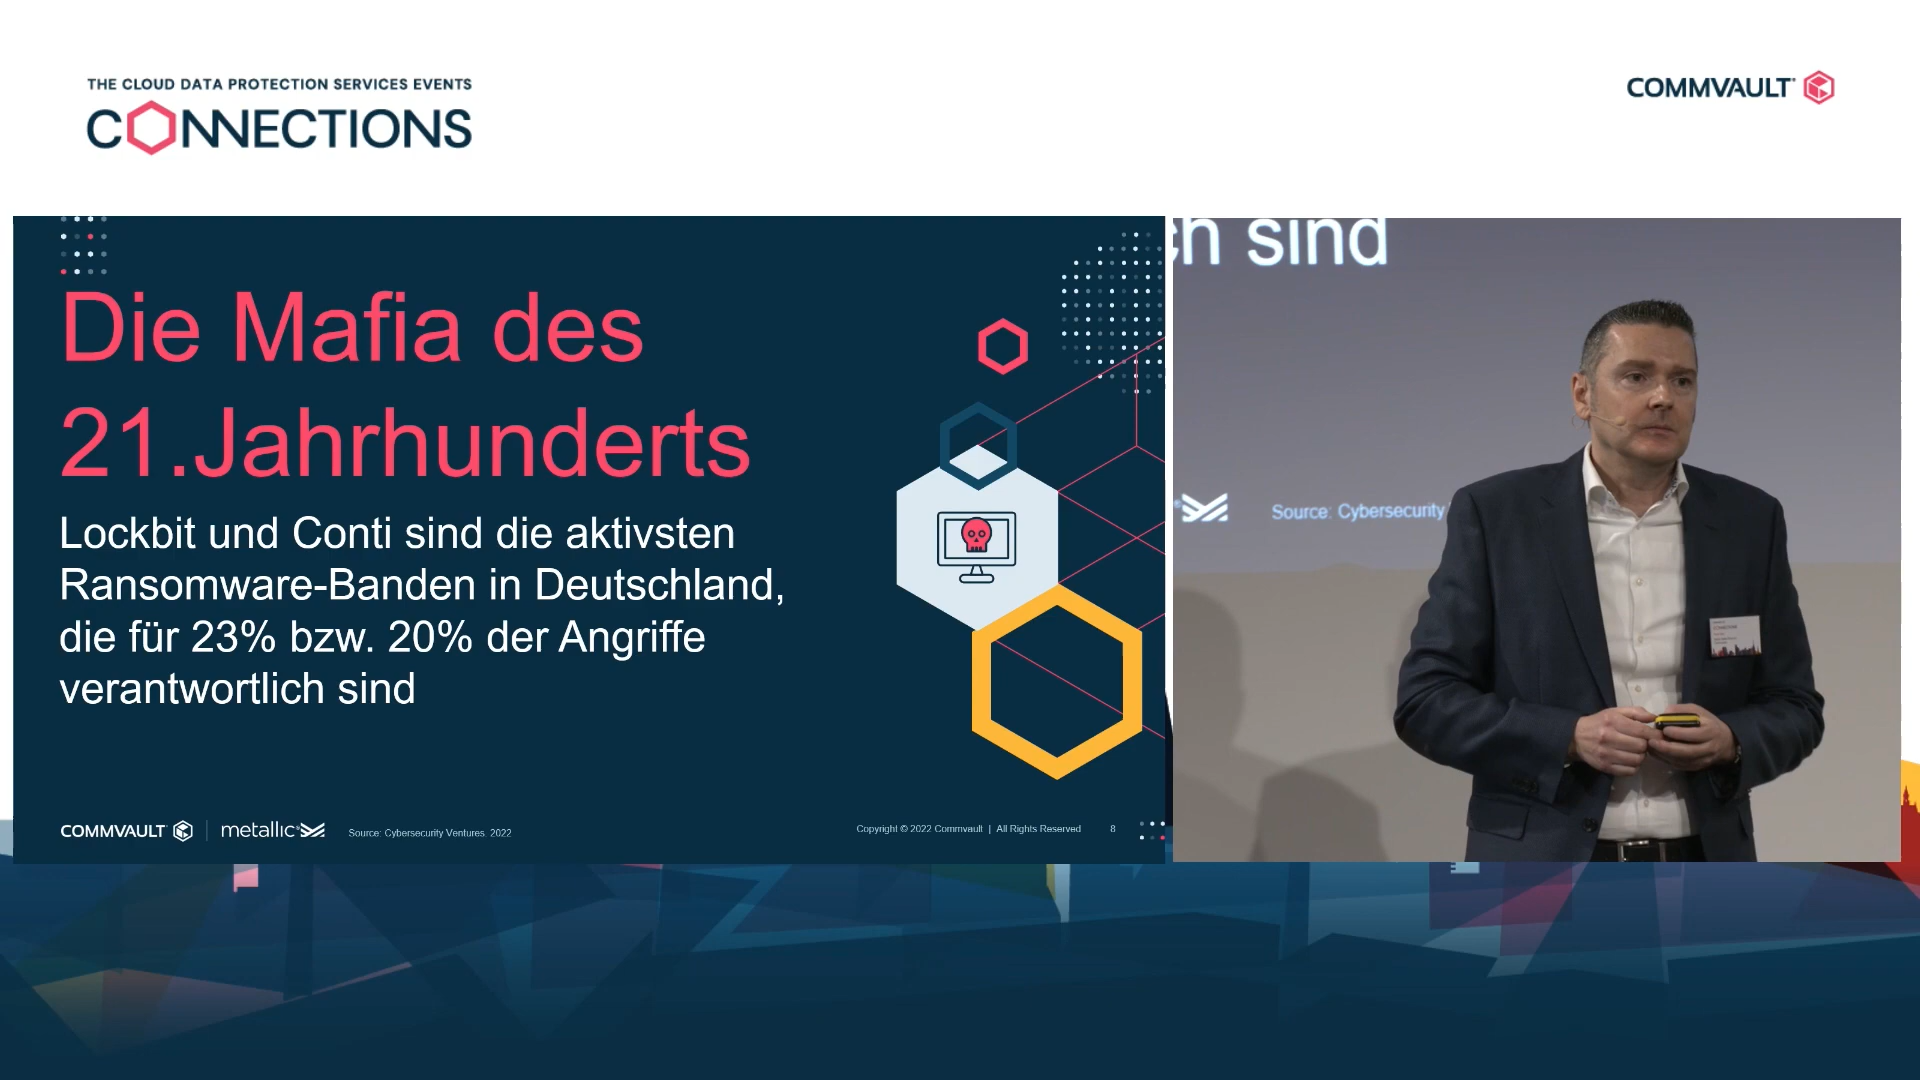 THE CLOUD DATA PROTECTION SERVICES EVENTS
CONNECTIONS
COMMVAULT
Die Mafia des
21.Jahrhunderts
Lockbit und Conti sind die aktivsten
Ransomware-Banden in Deutschland,
die für 23% bzw. 20% der Angriffe
verantwortlich sind
COMMVAULT
metallic
Source: Cybersecurity Ventures. 2022
Copyright © 2022 Commvault | All Rights Reserved
8
ch sind
Source: Cybersecurity